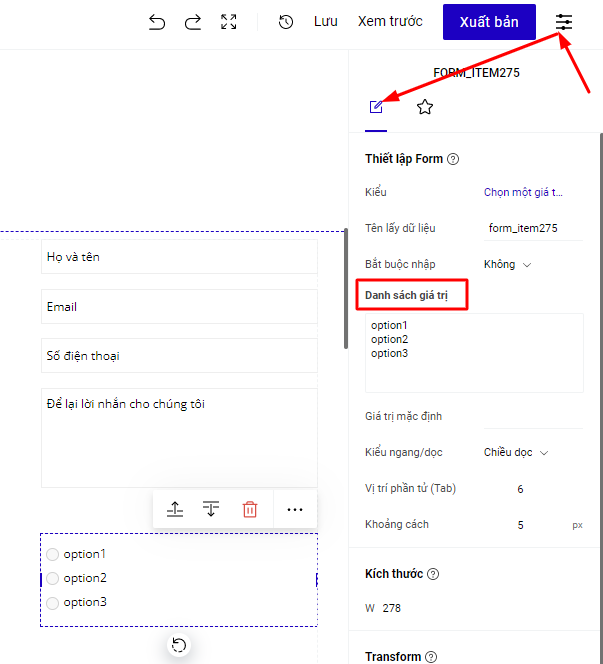 Lưu
Xem trước
Xuất bản
FORM_ITEM275
Thiết lập Form ?
Kiểu
Chọn một giá t...
Tên lấy dữ liệu
form_item275
Bắt buộc nhập
Không
Danh sách giá trị
option1
option2
option3
Giá trị mặc định
Kiểu ngang/dọc
Chiều dọc
Vị trí phần tử (Tab)
6
Khoảng cách
5
px
Kích thước ?
W
278
Transform ?
Họ và tên
Email
Số điện thoại
Để lại lời nhắn cho chúng tôi
option1
option2
option3